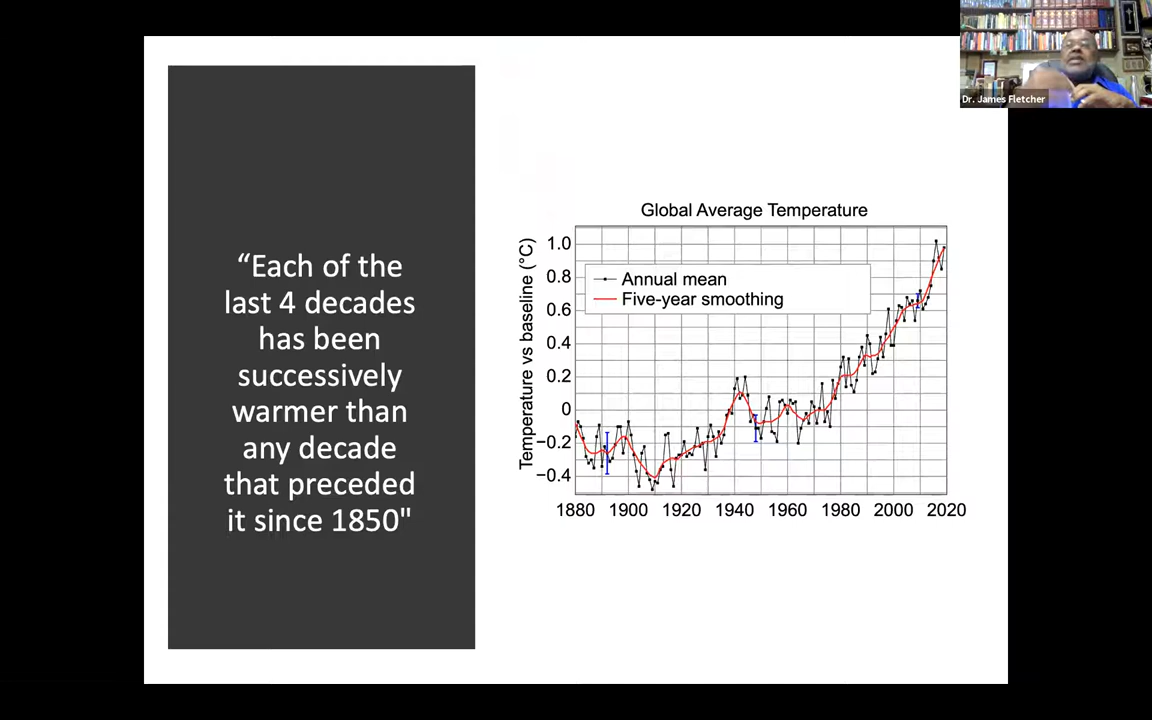 Dr. James Fletcher
“Each of the
last 4 decades
has been
successively
warmer than
any decade
that preceded
it since 1850"
Global Average Temperature
Temperature vs baseline (°C)
1.0
0.8
0.6
0.4
0.2
0
−0.2
−0.4
Annual mean
Five-year smoothing
1880 1900 1920 1940 1960 1980 2000 2020